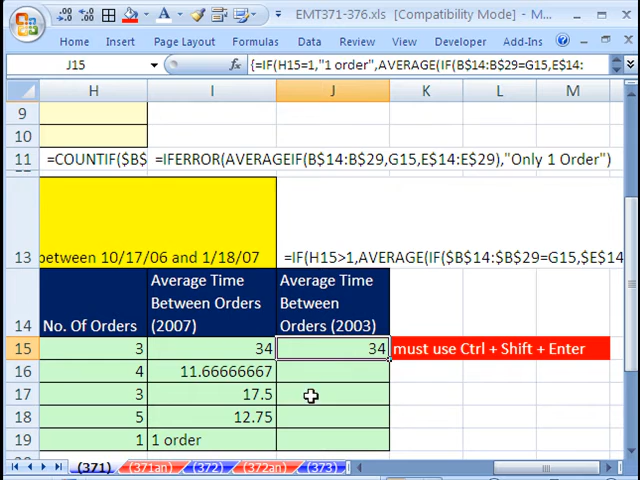 EMT371-376.xls [Compatibility Mode] - M...
Home Insert Layout Formulas Data Review View Developer Add-Ins
J15 fx {=IF(H15=1,"1 order",AVERAGE(IF(B$14:B$29=G15,E$14:
H I J K L M
9
10
11 =COUNTIF($B$ =IFERROR(AVERAGEIF(B$14:B$29,G15,E$14:E$29),"Only 1 Order")
13 between 10/17/06 and 1/18/07 =IF(H15>1,AVERAGE(IF($B$14:$B$29=G15,$E$14
Average Time Average Time
Between Orders Between
14 No. Of Orders (2007) Orders (2003)
15 3 34 34 must use Ctrl + Shift + Enter
16 4 11.66666667
17 3 17.5
18 5 12.75
19 1 1 order
(371) (371an) (372) (372an) (373)